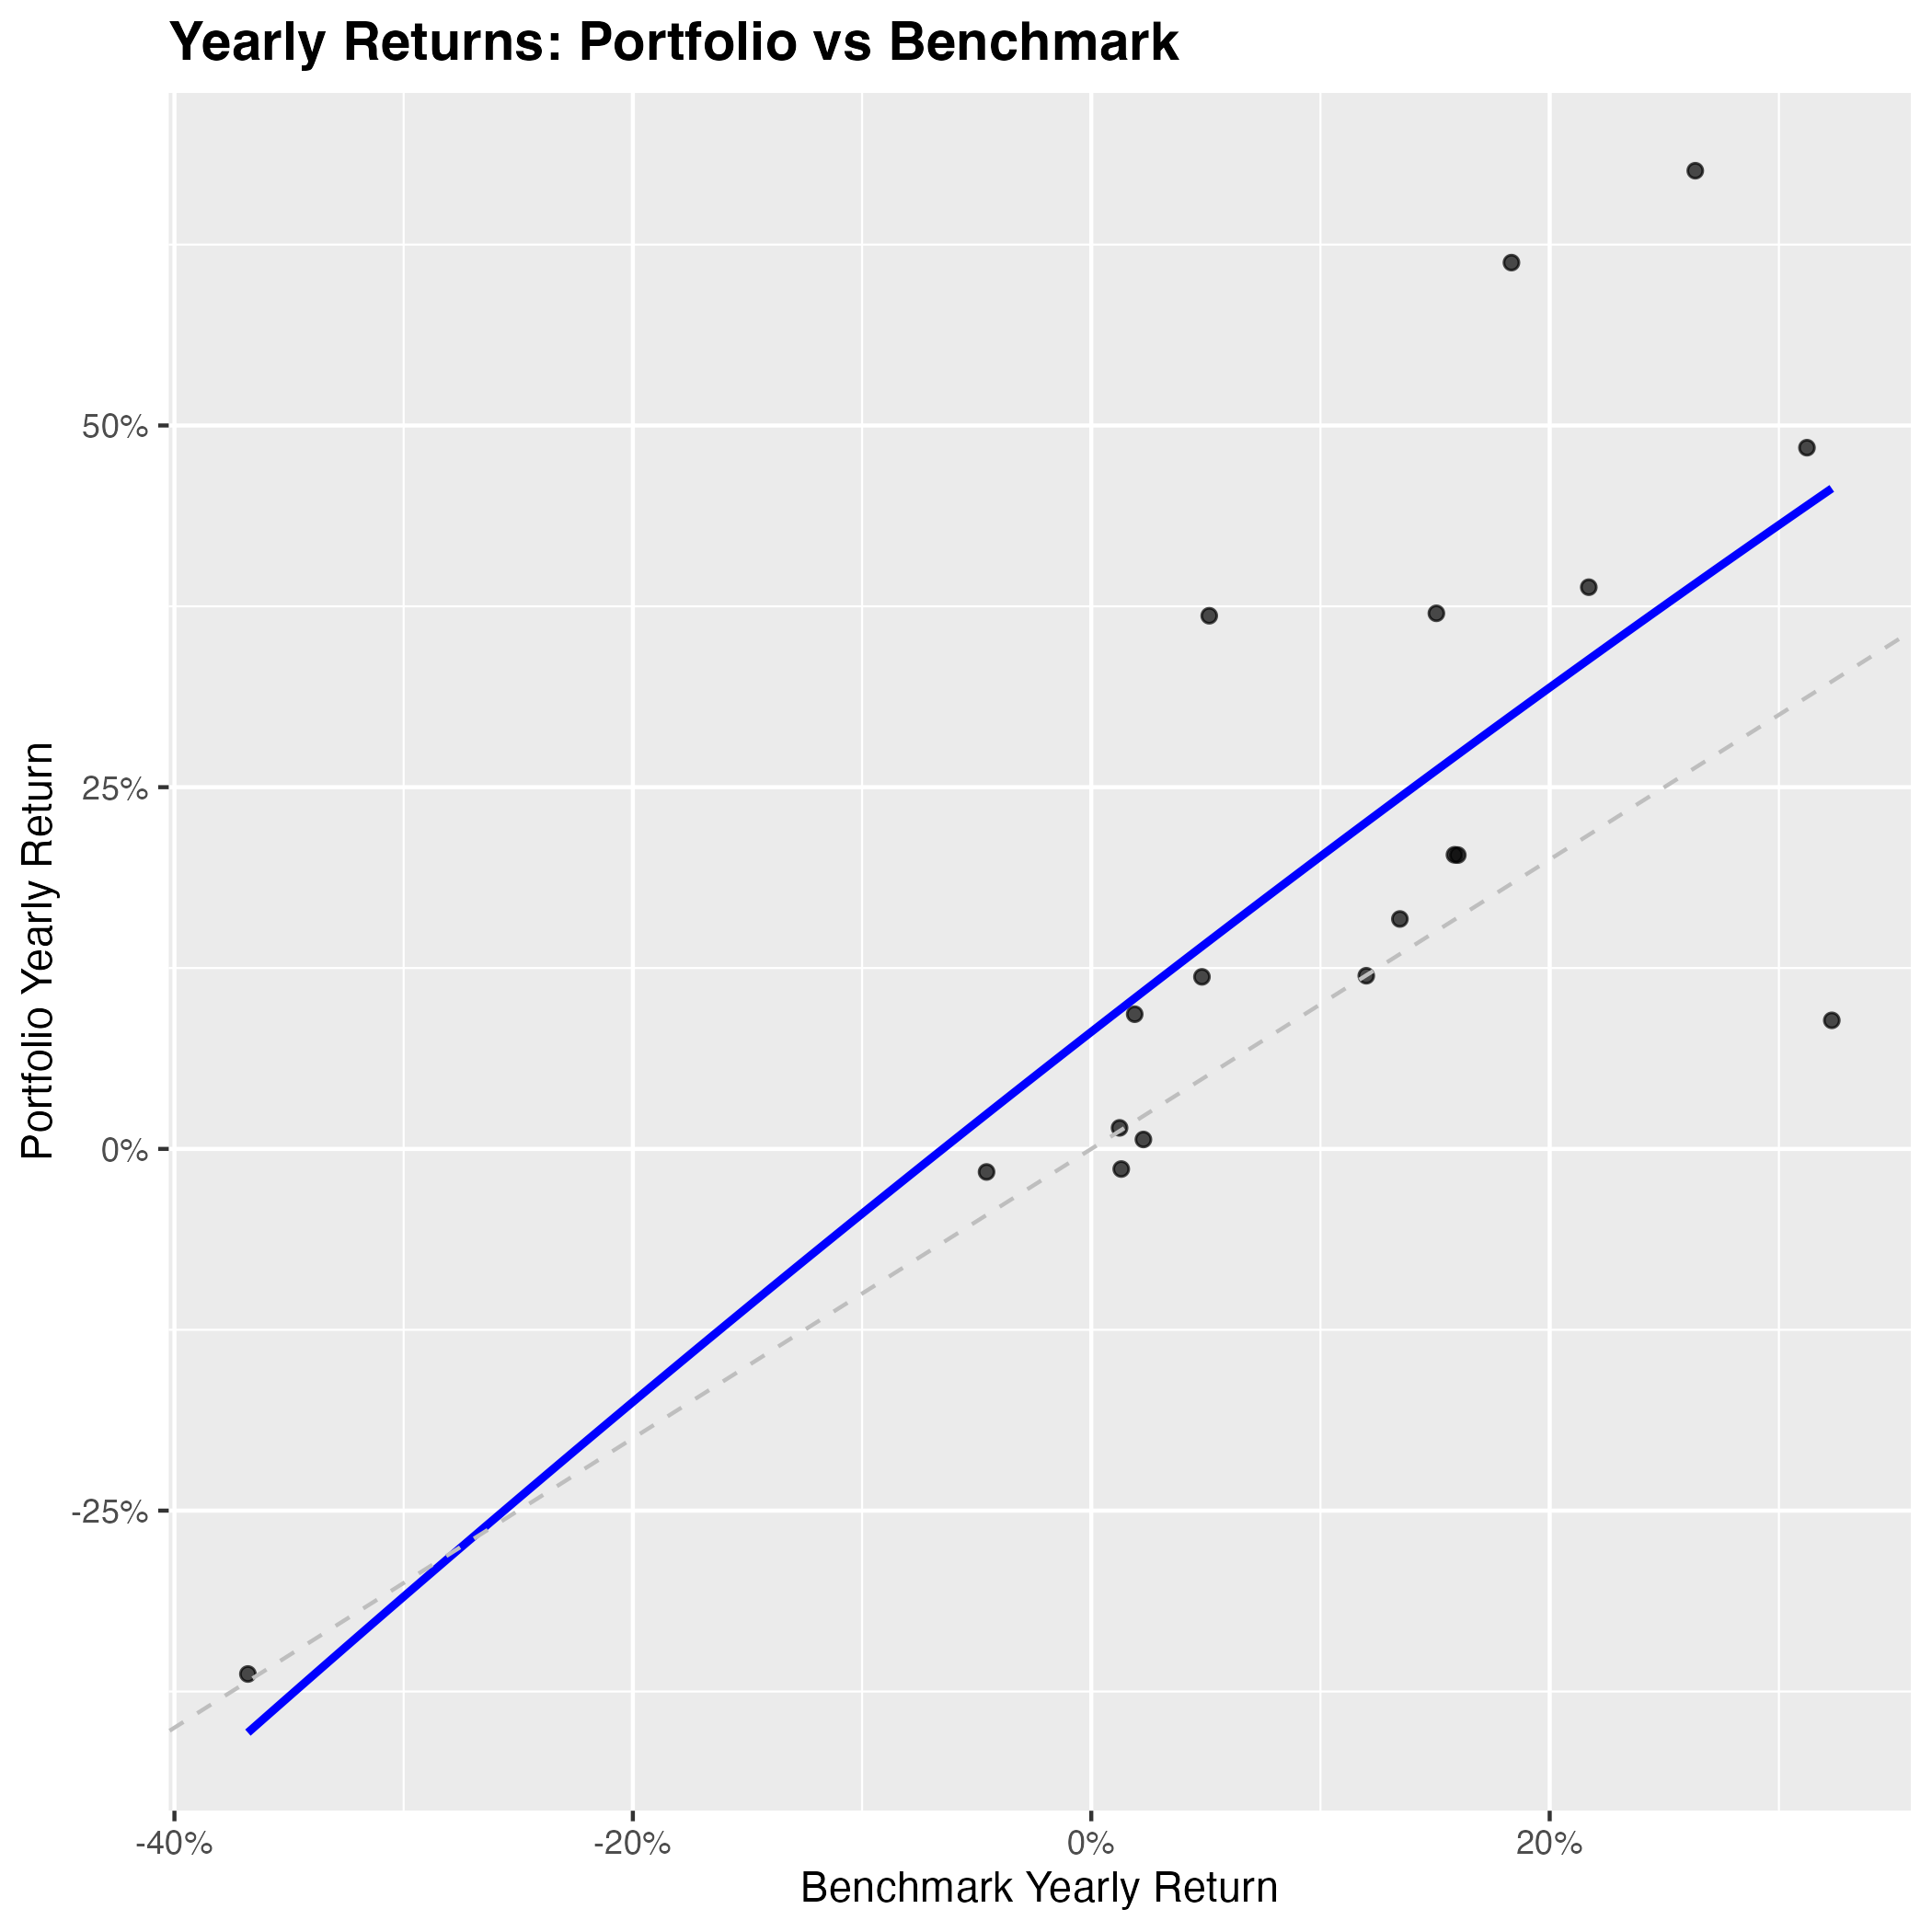 Yearly Returns: Portfolio vs Benchmark
Portfolio Yearly Return
50%
25%
0%
-25%
-40%
-20%
0%
20%
Benchmark Yearly Return